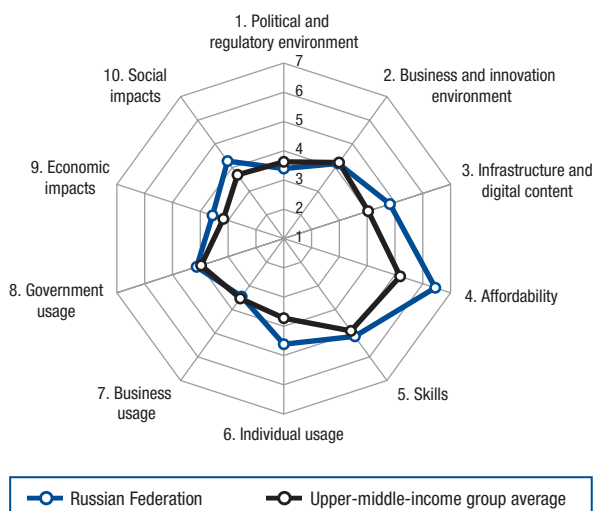 1. Political and
regulatory environment
7
10. Social
impacts
6
2. Business and innovation
environment
5
4
9. Economic
impacts
3
3. Infrastructure and
digital content
2
1
8. Government
usage
4. Affordability
7. Business
usage
5. Skills
6. Individual usage
Russian Federation
Upper-middle-income group average